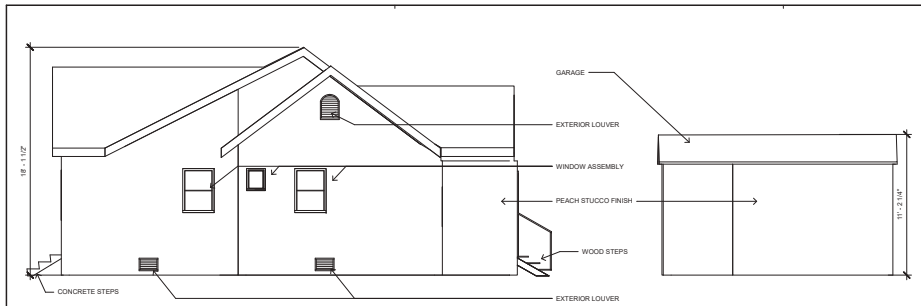 GARAGE
EXTERIOR LOUVER
WINDOW ASSEMBLY
PEACH STUCCO FINISH
WOOD STEPS
CONCRETE STEPS
EXTERIOR LOUVER
18' - 1 1/2'
11' - 2 1/4"